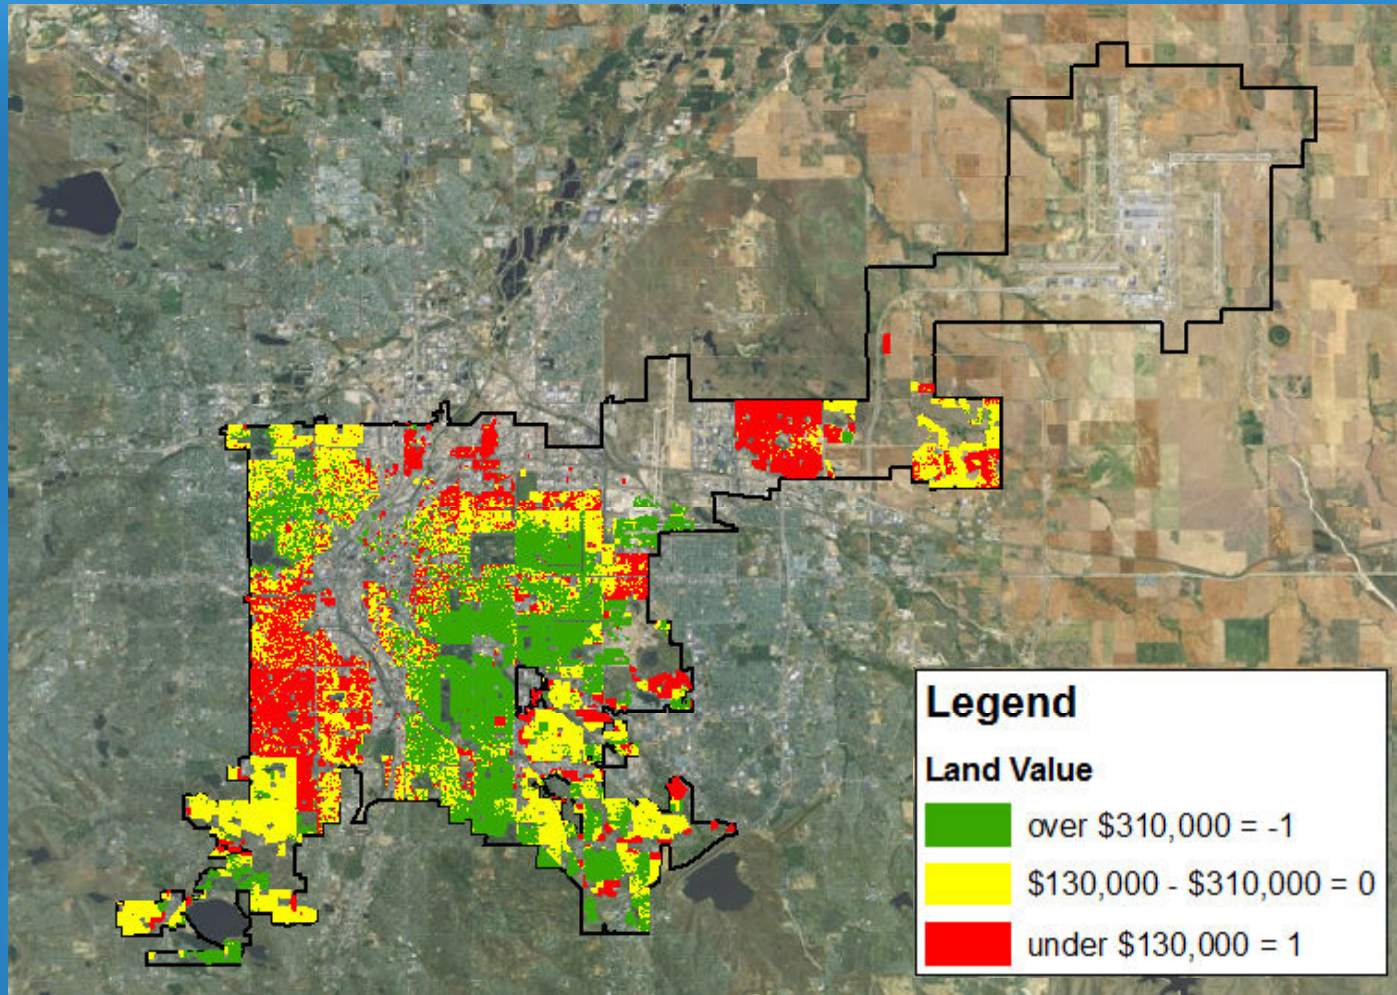 Legend
Land Value
over $310,000 = -1
$130,000 - $310,000 = 0
under $130,000 = 1